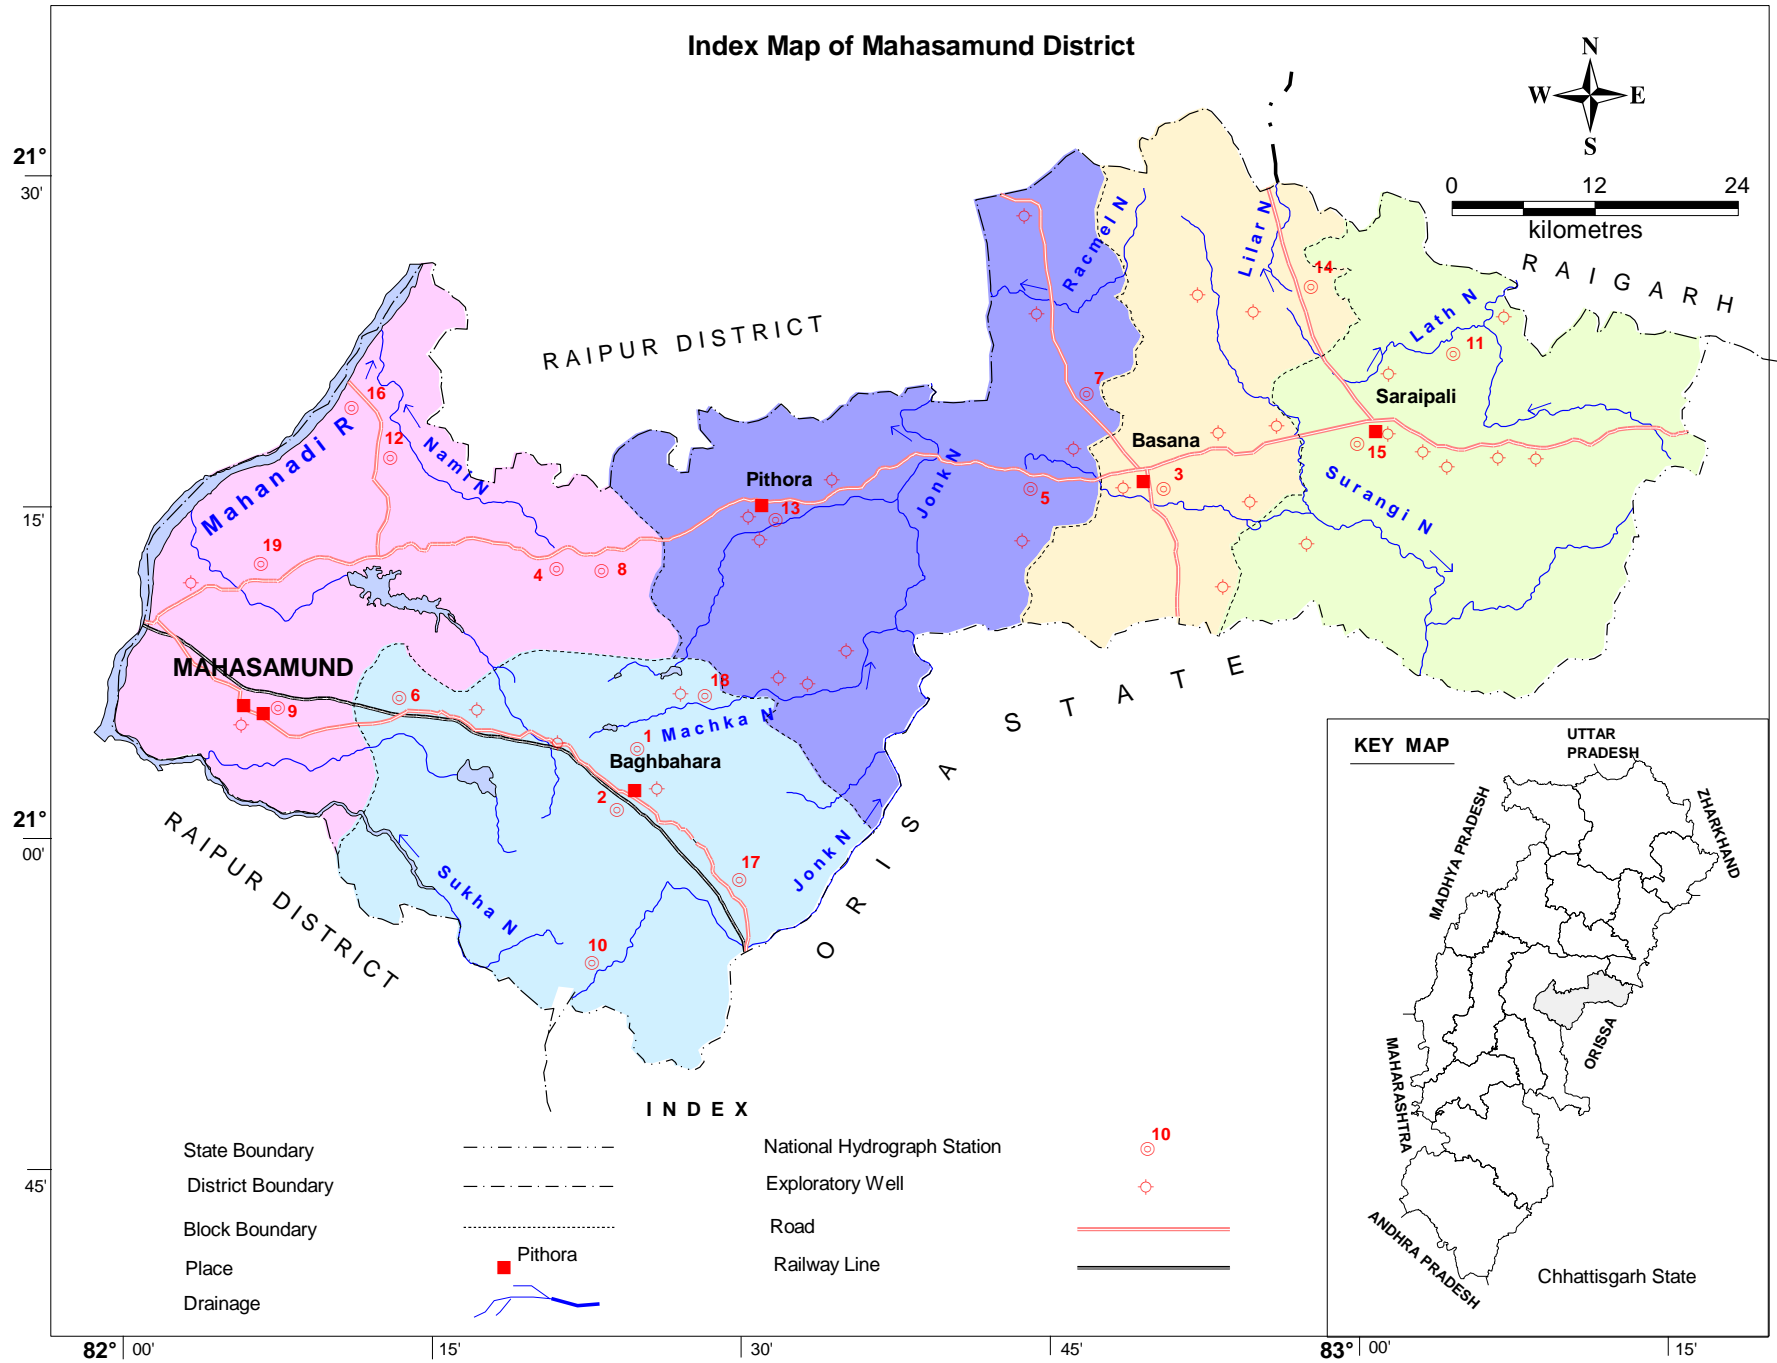 Index Map of Mahasamund District
N
W E
S
0 12 24
kilometres
21°
30'
15'
21°
00'
45'
82° 00'
15'
30'
45'
83° 00'
15'
RAIGARH
RAIPUR DISTRICT
RAIPUR DISTRICT
ORISA STATE
Mahanadi R
Nami N
Jonk N
Racmei N
Lilar N
Lath N
Surangi N
Machka N
Jonk N
Sukha N
MAHASAMUND
Pithora
Basana
Saraipali
Baghbahara
16
12
19
4
8
13
5
7
3
14
11
15
6
9
18
1
2
17
10
INDEX
State Boundary
District Boundary
Block Boundary
Place
Pithora
Drainage
National Hydrograph Station
10
Exploratory Well
Road
Railway Line
KEY MAP
UTTAR
PRADESH
ZHARKHAND
MADHYA PRADESH
ORISSA
MAHARASHTRA
ANDHRA PRADESH
Chhattisgarh State